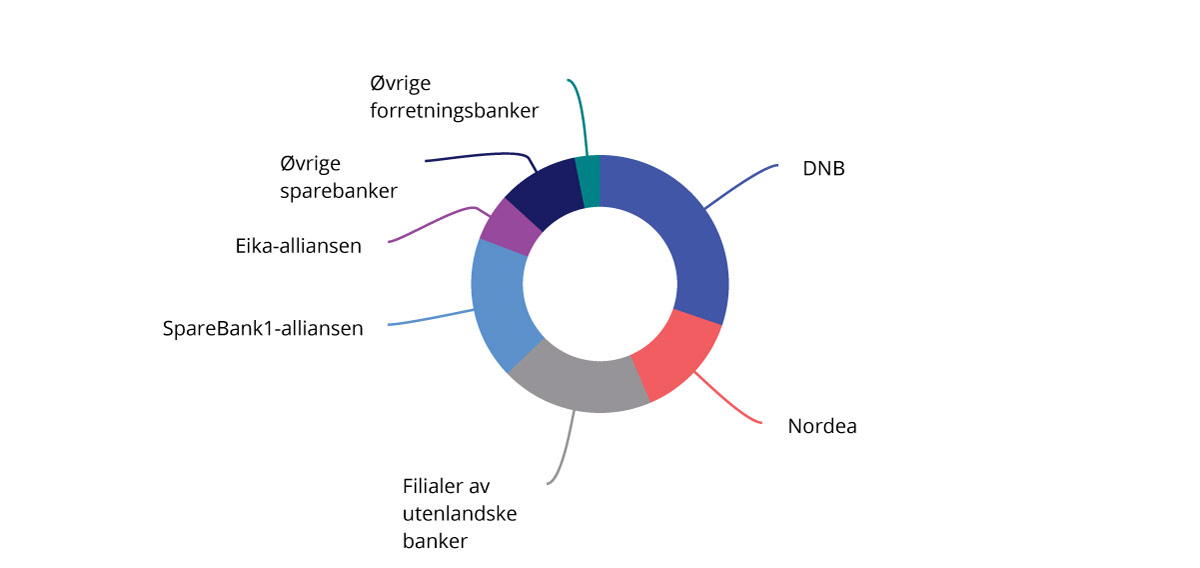 Øvrige
forretningsbanker
Øvrige
sparebanker
DNB
Eika-alliansen
SpareBank1-alliansen
Nordea
Filialer av
utenlandske
banker